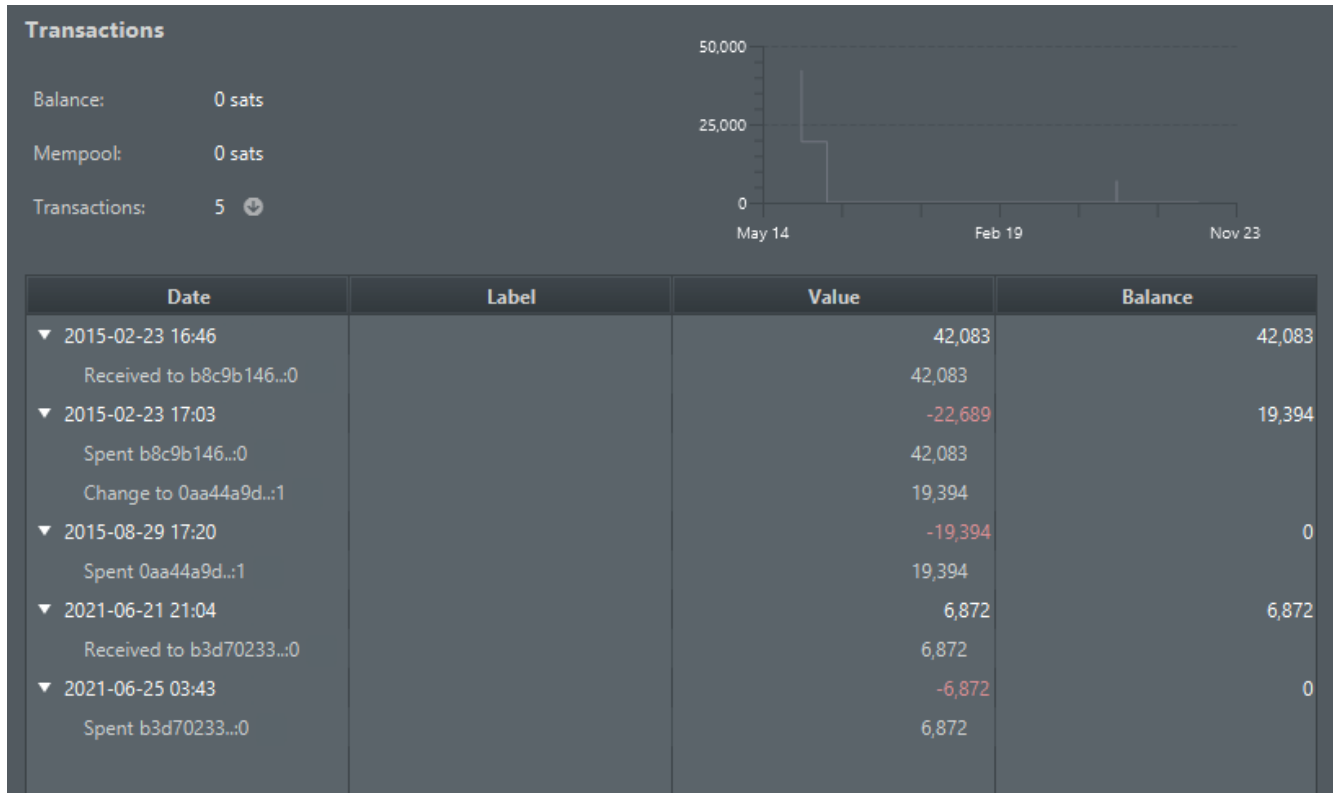 Transactions
Balance: 0 sats
Mempool: 0 sats
Transactions: 5
50,000
25,000
0
May 14 Feb 19 Nov 23
Date Label Value Balance
2015-02-23 16:46 42,083 42,083
Received to b8c9b146..:0 42,083
2015-02-23 17:03 -22,689 19,394
Spent b8c9b146..:0 42,083
Change to 0aa44a9d..:1 19,394
2015-08-29 17:20 -19,394 0
Spent 0aa44a9d..:1 19,394
2021-06-21 21:04 6,872 6,872
Received to b3d70233..:0 6,872
2021-06-25 03:43 -6,872 0
Spent b3d70233..:0 6,872